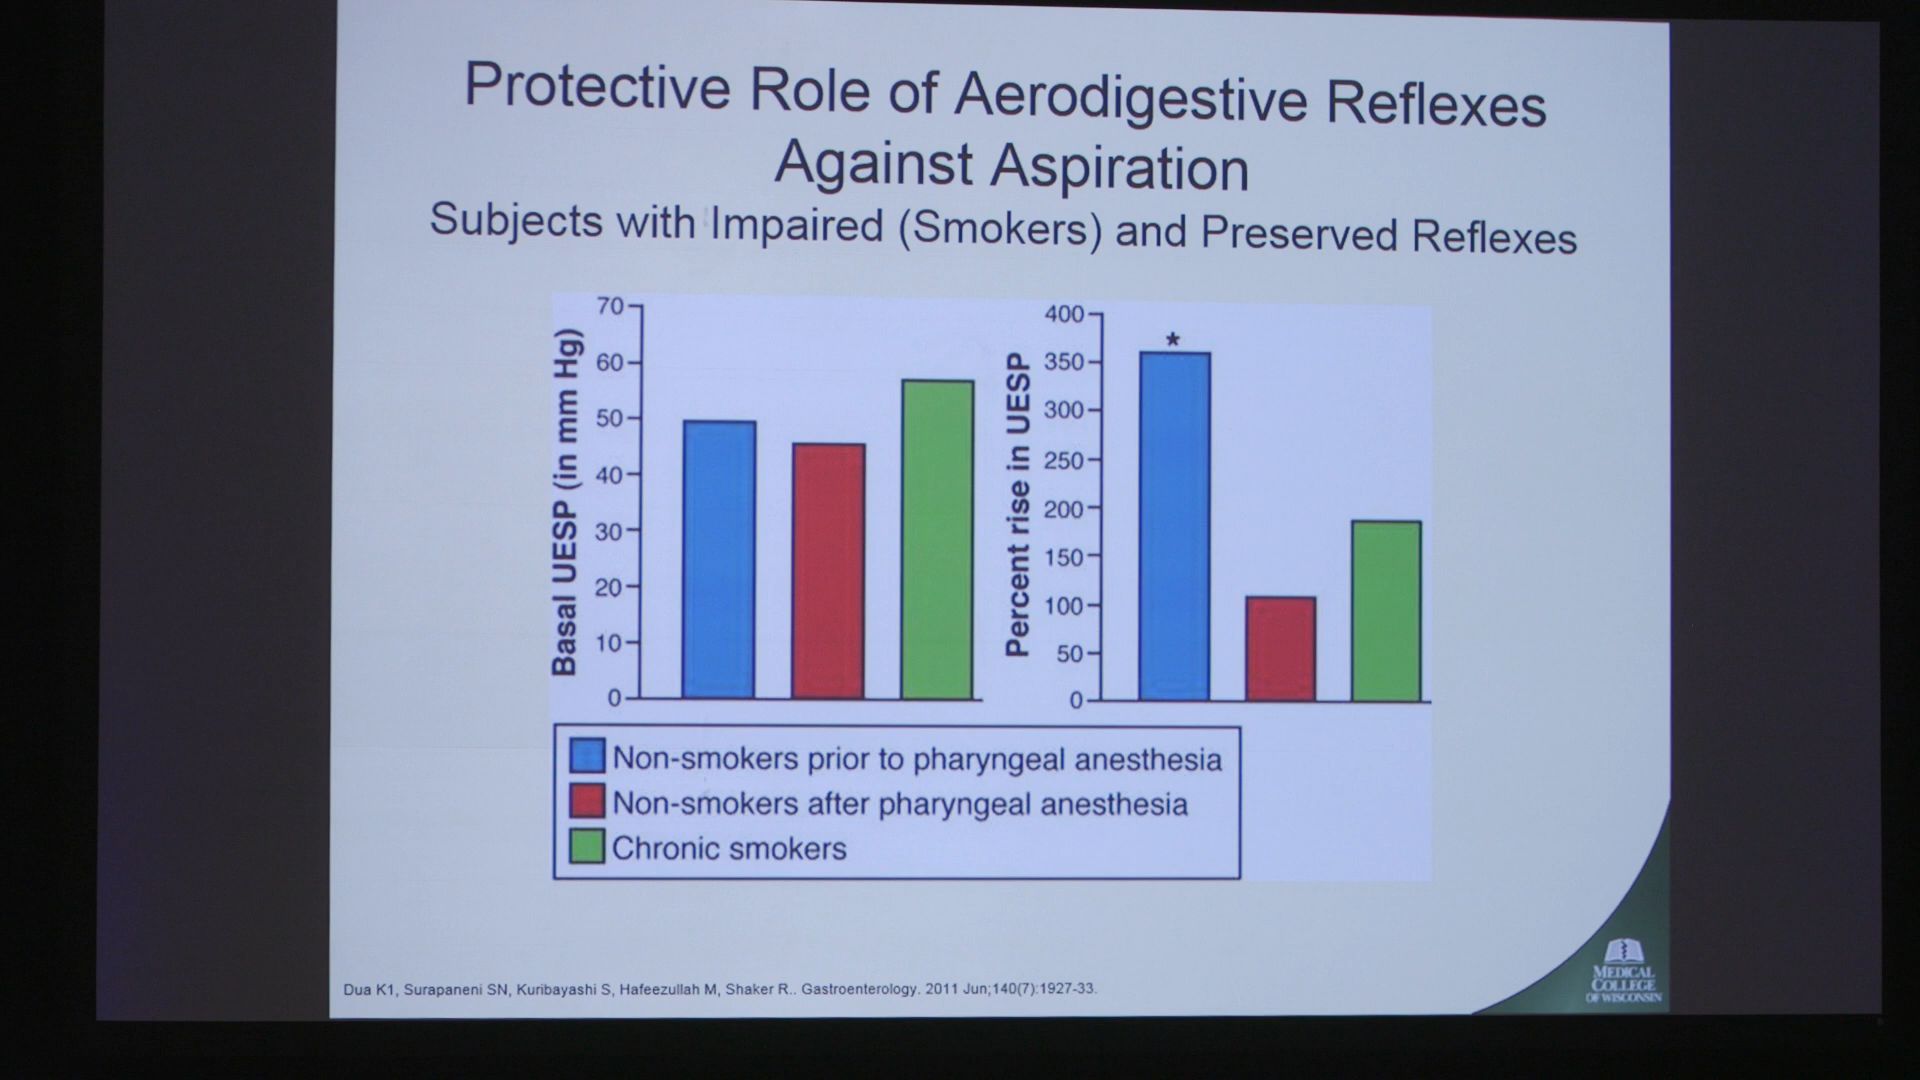 Protective Role of Aerodigestive Reflexes
Against Aspiration
Subjects with Impaired (Smokers) and Preserved Reflexes
Basal UESP (in mm Hg)
70
60
50
40
30
20
10
0
Percent rise in UESP
400
350
300
250
200
150
100
50
0
*
Non-smokers prior to pharyngeal anesthesia
Non-smokers after pharyngeal anesthesia
Chronic smokers
Dua K1, Surapaneni SN, Kuribayashi S, Hafeezullah M, Shaker R.. Gastroenterology. 2011 Jun;140(7):1927-33.
MEDICAL
COLLEGE
OF WISCONSIN